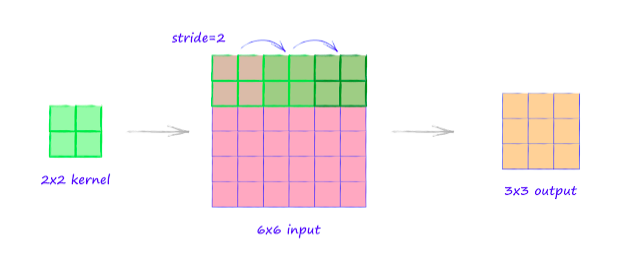 stride=2
2x2 kernel
6x6 input
3x3 output